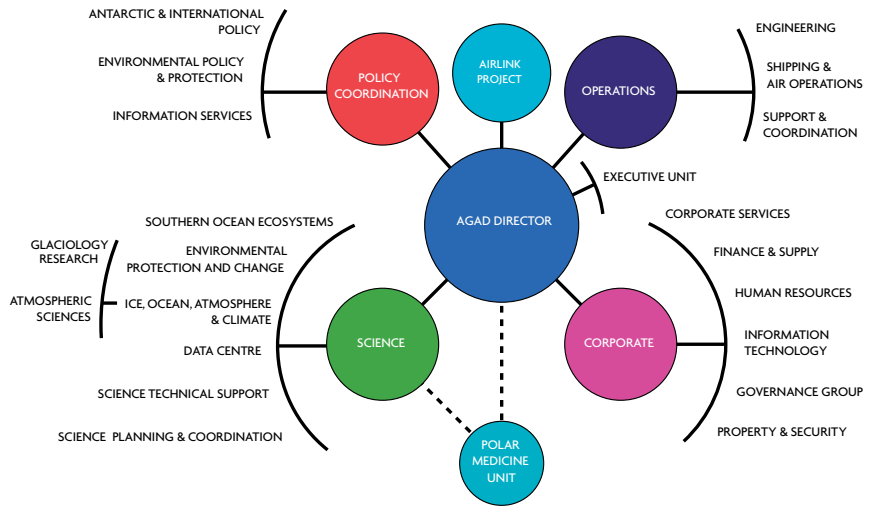 ANTARCTIC & INTERNATIONAL
POLICY
ENVIRONMENTAL POLICY
& PROTECTION
INFORMATION SERVICES
POLICY
COORDINATION
AIRLINK
PROJECT
OPERATIONS
ENGINEERING
SHIPPING &
AIR OPERATIONS
SUPPORT &
COORDINATION
EXECUTIVE UNIT
AGAD DIRECTOR
SOUTHERN OCEAN ECOSYSTEMS
ENVIRONMENTAL
PROTECTION AND CHANGE
GLACIOLOGY
RESEARCH
ATMOSPHERIC
SCIENCES
ICE, OCEAN, ATMOSPHERE
& CLIMATE
DATA CENTRE
SCIENCE TECHNICAL SUPPORT
SCIENCE PLANNING & COORDINATION
SCIENCE
CORPORATE
CORPORATE SERVICES
FINANCE & SUPPLY
HUMAN RESOURCES
INFORMATION
TECHNOLOGY
GOVERNANCE GROUP
PROPERTY & SECURITY
POLAR
MEDICINE
UNIT